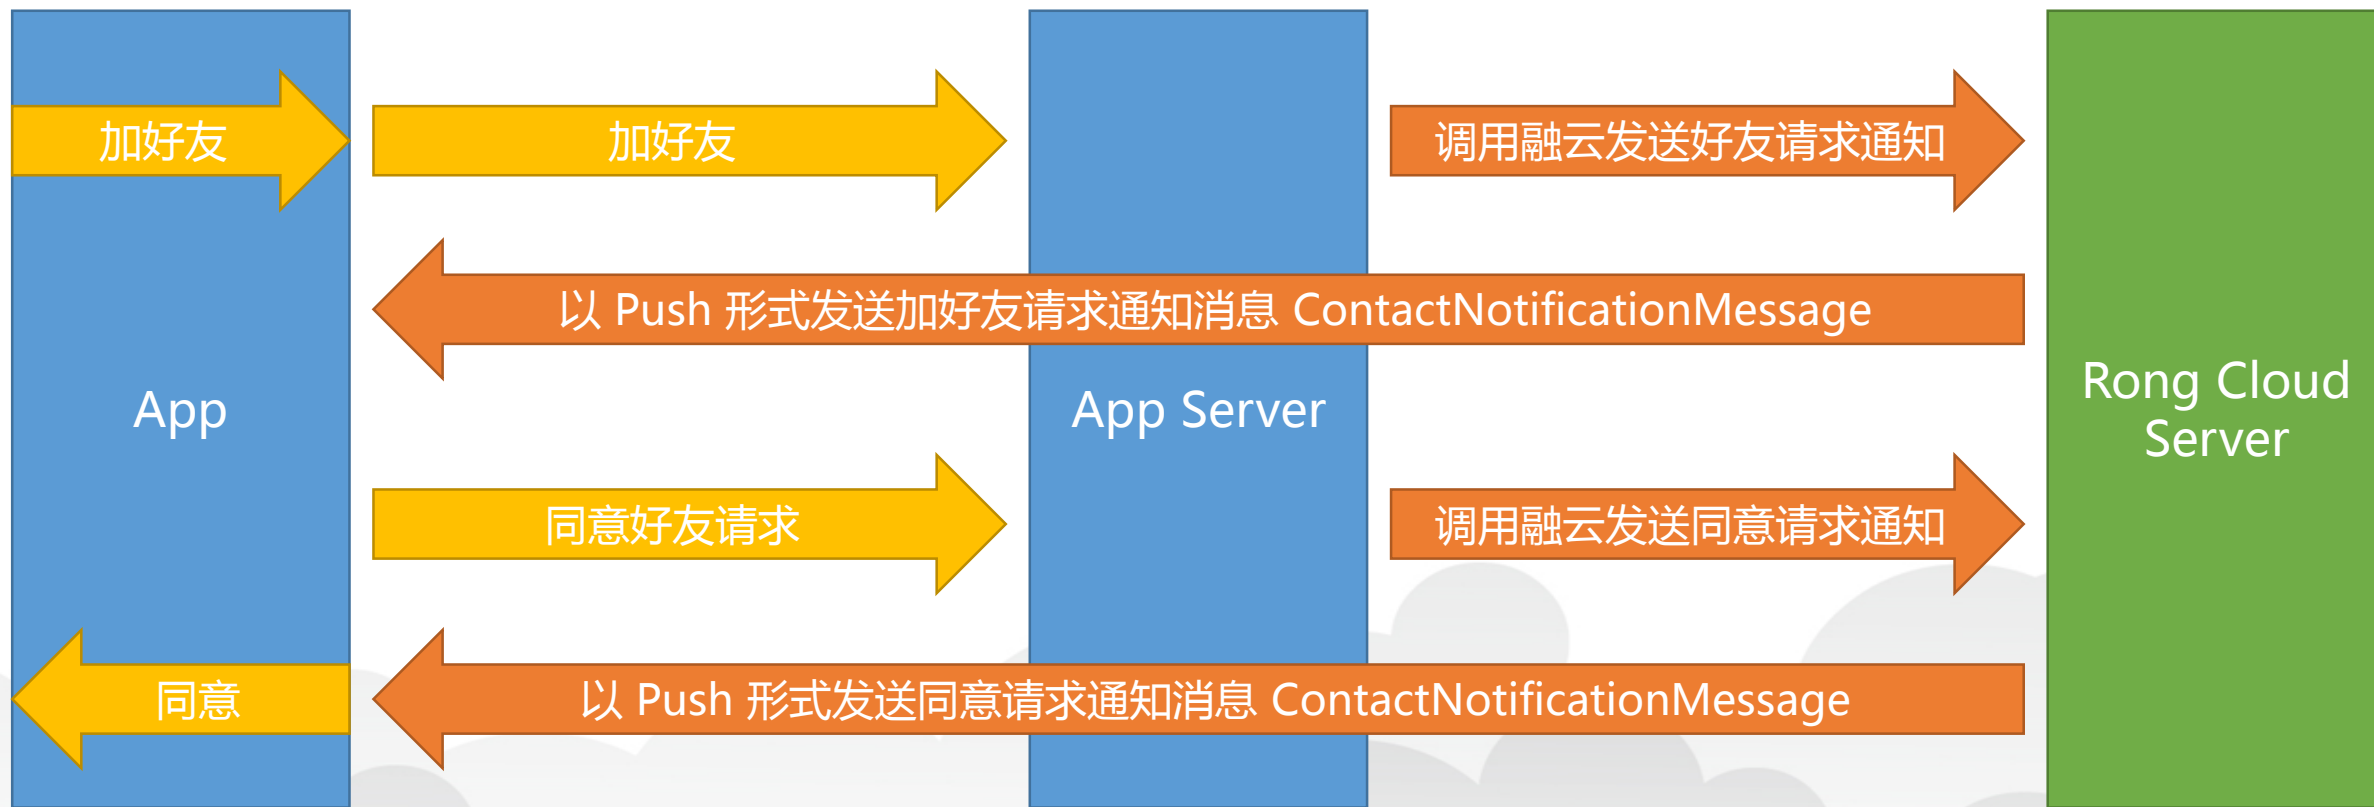 加好友
加好友
调用融云发送好友请求通知
以 Push 形式发送加好友请求通知消息 ContactNotificationMessage
App
App Server
Rong Cloud
Server
同意好友请求
调用融云发送同意请求通知
同意
以 Push 形式发送同意请求通知消息 ContactNotificationMessage